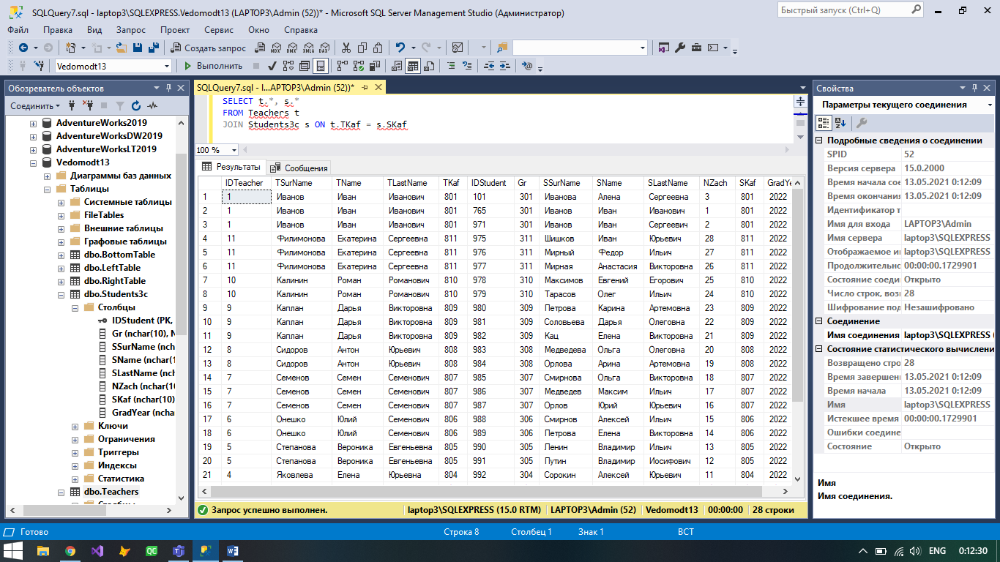 SQLQuery7.sql - laptop3\SQLEXPRESS.Vedomodt13 (LAPTOP3\Admin (52))* - Microsoft SQL Server Management Studio (Администратор)
Быстрый запуск (Ctrl+Q)
Файл Правка Вид Запрос Проект Сервис Окно Справка
Создать запрос MDX DMX XMLA DAX
Vedomodt13 Выполнить
Обозреватель объектов
Соединить
AdventureWorks2019
AdventureWorksDW2019
AdventureWorksLT2019
Vedomodt13
Диаграммы баз данных
Таблицы
Системные таблицы
FileTables
Внешние таблицы
Графовые таблицы
dbo.BottomTable
dbo.LeftTable
dbo.RightTable
dbo.Students3c
Столбцы
IDStudent (PK,
Gr (nchar(10), N
SSurName (nch
SName (nchar(1
SLastName (nch
NZach (nchar(10
SKaf (nchar(10)
GradYear (ncha
Ключи
Ограничения
Триггеры
Индексы
Статистика
dbo.Teachers
SQLQuery7.sql - l...APTOP3\Admin (52))*
SELECT t.*, s.*
FROM Teachers t
JOIN Students3c s ON t.TKaf = s.SKaf
100 %
Результаты Сообщения
IDTeacher TSurName TName TLastName TKaf IDStudent Gr SSurName SName SLastName NZach SKaf GradYe
1 1 Иванов Иван Иванович 801 101 301 Иванова Алена Сергеевна 3 801 2022
2 1 Иванов Иван Иванович 801 765 301 Иванов Иван Иванович 1 801 2022
3 1 Иванов Иван Иванович 801 971 301 Иванов Иван Сергеевич 2 801 2022
4 11 Филимонова Екатерина Сергеевна 811 975 311 Шишков Иван Юрьевич 28 811 2022
5 11 Филимонова Екатерина Сергеевна 811 976 311 Мирный Федор Ильич 27 811 2022
6 11 Филимонова Екатерина Сергеевна 811 977 311 Мирная Анастасия Викторовна 26 811 2022
7 10 Калинин Роман Романович 810 978 310 Максимов Евгений Егорович 25 810 2022
8 10 Калинин Роман Романович 810 979 310 Тарасов Олег Ильич 24 810 2022
9 9 Каплан Дарья Викторовна 809 980 309 Петрова Карина Артемовна 23 809 2022
10 9 Каплан Дарья Викторовна 809 981 309 Соловьева Дарья Олеговна 22 809 2022
11 9 Каплан Дарья Викторовна 809 982 309 Кац Елена Викторовна 21 809 2022
12 8 Сидоров Антон Юрьевич 808 983 308 Медведева Ольга Олеговна 20 808 2022
13 8 Сидоров Антон Юрьевич 808 984 308 Орлова Арина Артемовна 19 808 2022
14 7 Семенов Семен Семенович 807 985 307 Смирнова Ольга Викторовна 18 807 2022
15 7 Семенов Семен Семенович 807 986 307 Медведев Максим Ильич 17 807 2022
16 7 Семенов Семен Семенович 807 987 307 Орлов Юрий Юрьевич 16 807 2022
17 6 Онешко Юлий Семенович 806 988 306 Смирнов Алексей Ильич 15 806 2022
18 6 Онешко Юлий Семенович 806 989 306 Петрова Елена Викторовна 14 806 2022
19 5 Степанова Вероника Евгеньевна 805 990 305 Ленин Владимир Ильич 13 805 2022
20 5 Степанова Вероника Евгеньевна 805 991 305 Путин Владимир Иосифович 12 805 2022
21 4 Яковлева Елена Юрьевна 804 992 304 Сорокин Алексей Юрьевич 11 804 2022
Запрос успешно выполнен. laptop3\SQLEXPRESS (15.0 RTM) LAPTOP3\Admin (52) Vedomodt13 00:00:00 28 строки
Свойства
Параметры текущего соединения
Подробные сведения о соединении
SPID 52
Версия сервера 15.0.2000
Время начала сое 13.05.2021 0:12:09
Время окончания 13.05.2021 0:12:09
Идентификатор т
Имя для входа LAPTOP3\Admin
Имя сервера laptop3\SQLEXPRESS
Отображаемое и laptop3\SQLEXPRESS
Продолжительно 00:00:00.1729901
Состояние соеди Открыто
Число строк, воз 28
Шифрование под Незашифровано
Соединение
Имя соединения laptop3\SQLEXPRESS (
Состояние статистического вычислени
Возвращено стро 28
Время завершен 13.05.2021 0:12:09
Время начала 13.05.2021 0:12:09
Имя laptop3\SQLEXPRESS
Истекшее время 00:00:00.1729901
Ошибки соедине
Состояние Открыто
Имя
Имя соединения.
Готово Строка 8 Столбец 1 Знак 1 ВСТ
QC ENG 0:12:30